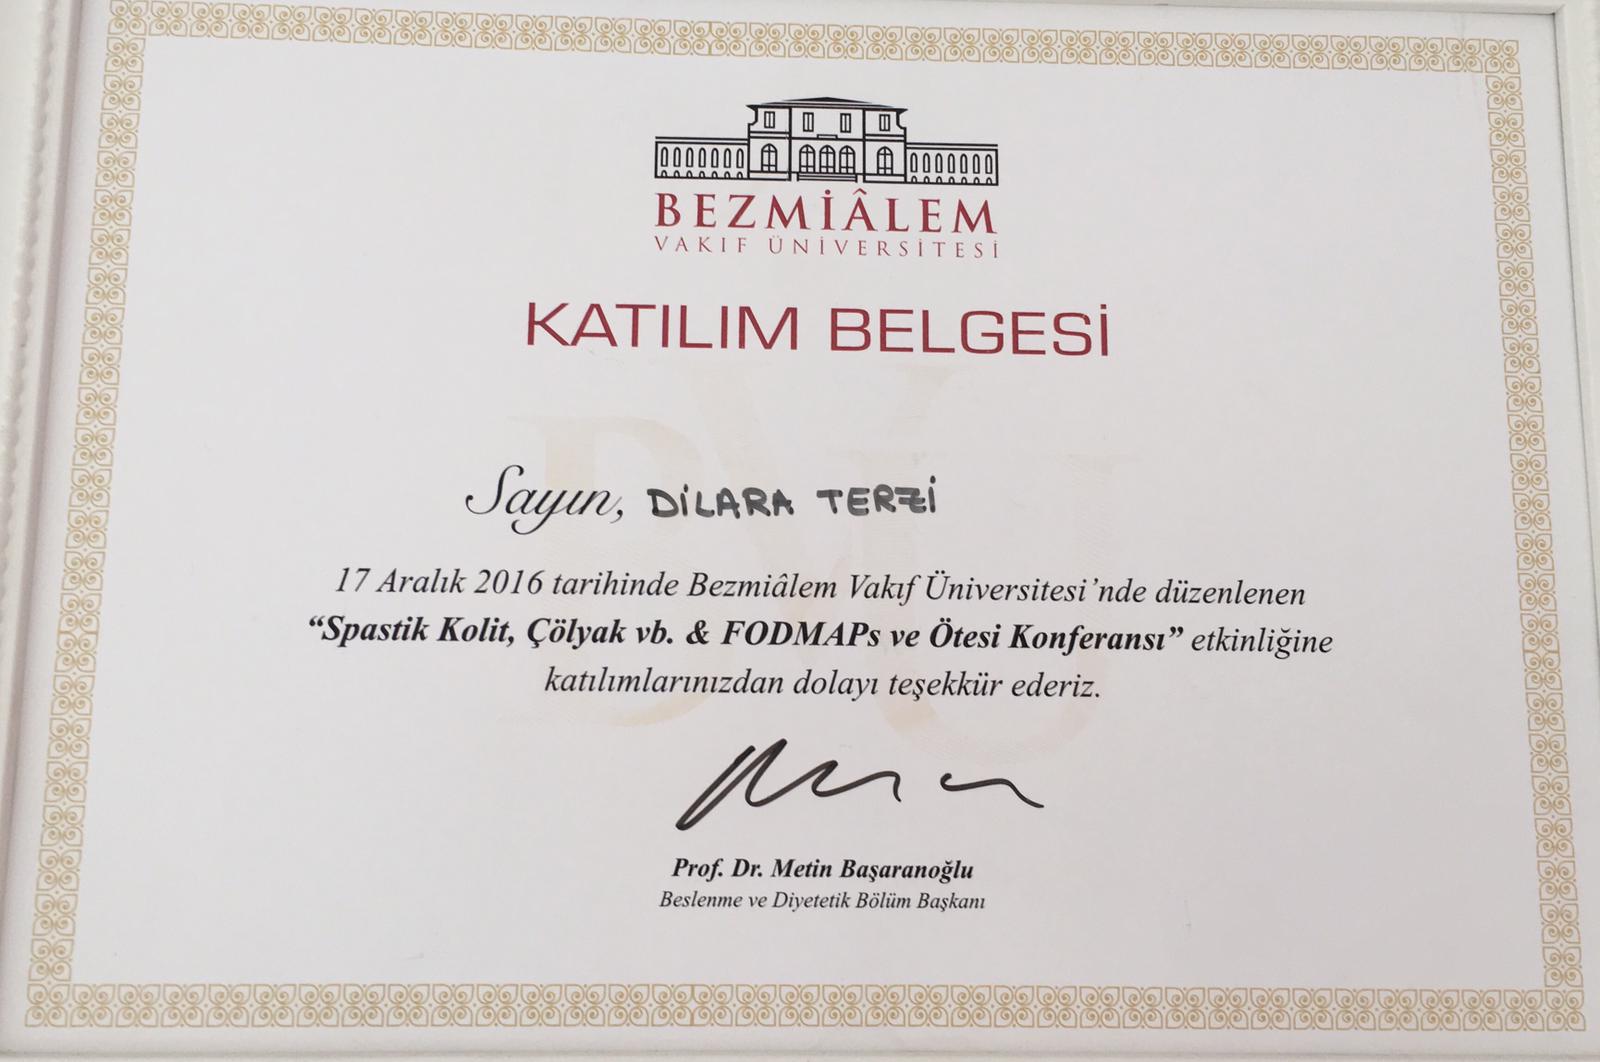 BEZMİÂLEM
VAKIF ÜNİVERSİTESİ
KATILIM BELGESİ
Sayın, DİLARA TERZİ
17 Aralık 2016 tarihinde Bezmiâlem Vakıf Üniversitesi'nde düzenlenen
“Spastik Kolit, Çölyak vb. & FODMAPs ve Ötesi Konferansı” etkinliğine
katılımlarınızdan dolayı teşekkür ederiz.
Prof. Dr. Metin Başaranoğlu
Beslenme ve Diyetetik Bölüm Başkanı